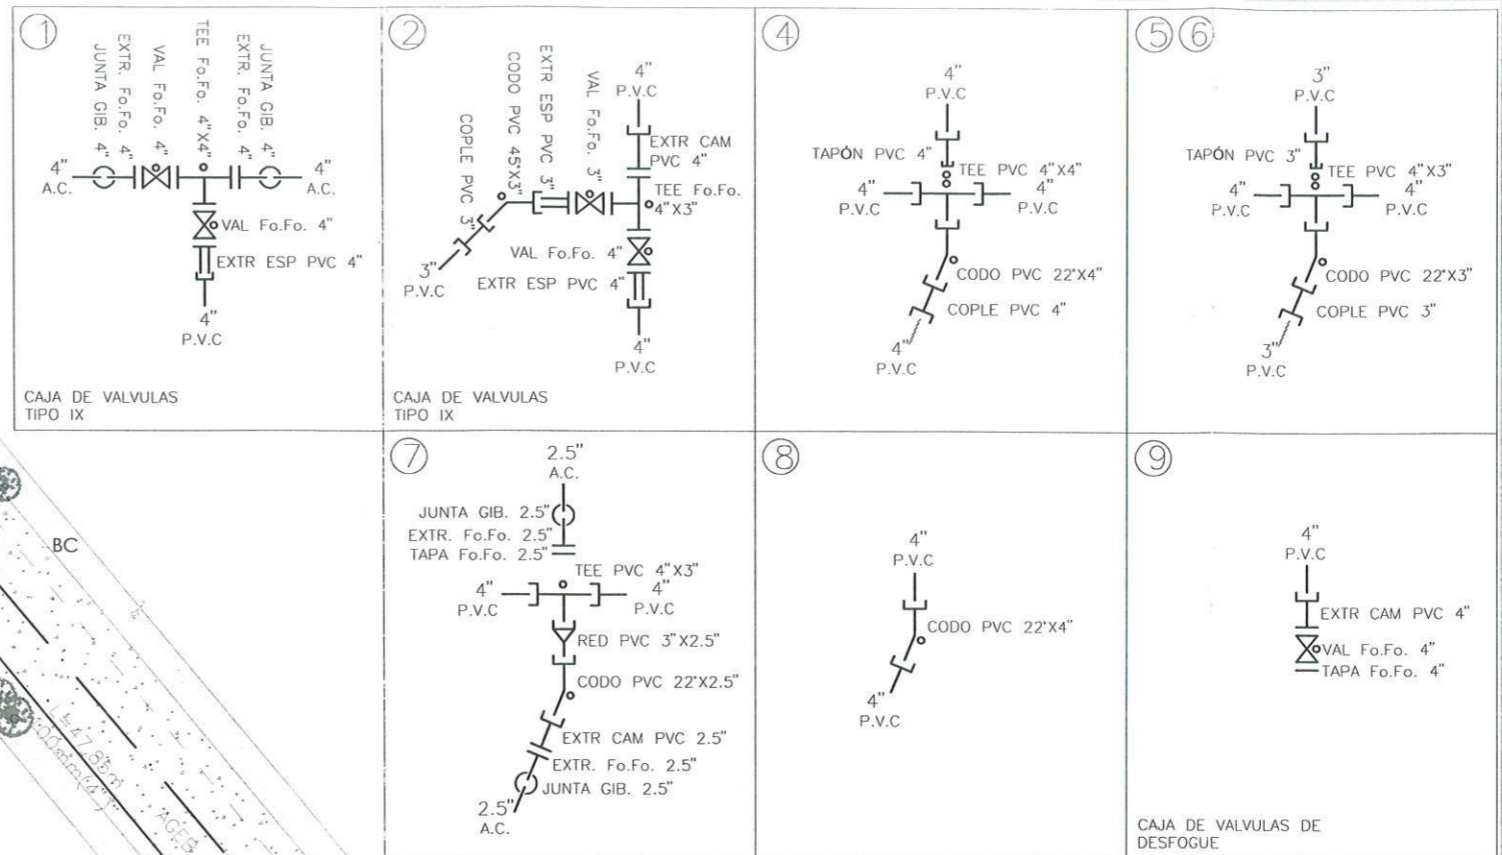 ①
JUNTA GIB. 4"
EXTR. Fo.Fo. 4"
VAL Fo.Fo. 4"
TEE Fo.Fo. 4"X4"
EXTR. Fo.Fo. 4"
JUNTA GIB. 4"
4"
A.C.
4"
A.C.
VAL Fo.Fo. 4"
EXTR ESP PVC 4"
4"
P.V.C
CAJA DE VALVULAS
TIPO IX
②
COPLE PVC 3"
CODO PVC 45°X3"
EXTR ESP PVC 3"
VAL Fo.Fo. 3"
4"
P.V.C
EXTR CAM
PVC 4"
TEE Fo.Fo.
4"X3"
VAL Fo.Fo. 4"
3"
P.V.C
EXTR ESP PVC 4"
4"
P.V.C
CAJA DE VALVULAS
TIPO IX
④
4"
P.V.C
TAPÓN PVC 4"
TEE PVC 4"X4"
4"
P.V.C
4"
P.V.C
CODO PVC 22°X4"
COPLE PVC 4"
4"
P.V.C
⑤ ⑥
3"
P.V.C
TAPÓN PVC 3"
TEE PVC 4"X3"
4"
P.V.C
4"
P.V.C
CODO PVC 22°X3"
COPLE PVC 3"
3"
P.V.C
BC
L=47.85m
100mm(4")
⑦
2.5"
A.C.
JUNTA GIB. 2.5"
EXTR. Fo.Fo. 2.5"
TAPA Fo.Fo. 2.5"
TEE PVC 4"X3"
4"
P.V.C
4"
P.V.C
RED PVC 3"X2.5"
CODO PVC 22°X2.5"
EXTR CAM PVC 2.5"
EXTR. Fo.Fo. 2.5"
JUNTA GIB. 2.5"
2.5"
A.C.
⑧
4"
P.V.C
CODO PVC 22°X4"
4"
P.V.C
⑨
4"
P.V.C
EXTR CAM PVC 4"
VAL Fo.Fo. 4"
TAPA Fo.Fo. 4"
CAJA DE VALVULAS DE
DESFOGUE